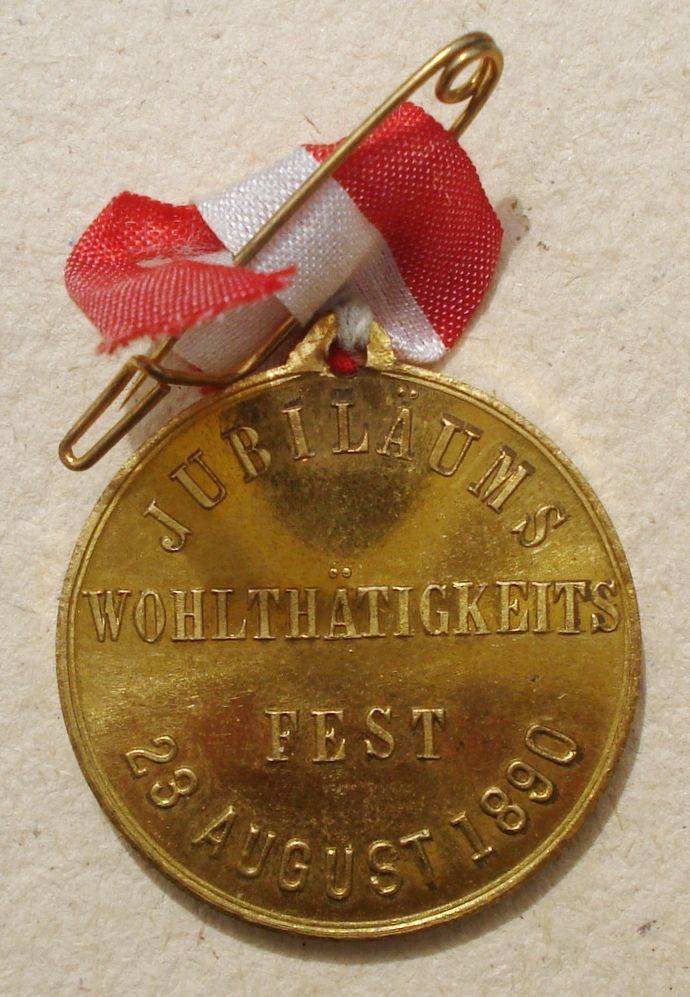 JUBILÄUMS
WOHLTHÄTIGKEITS
FEST
23 AUGUST 1890